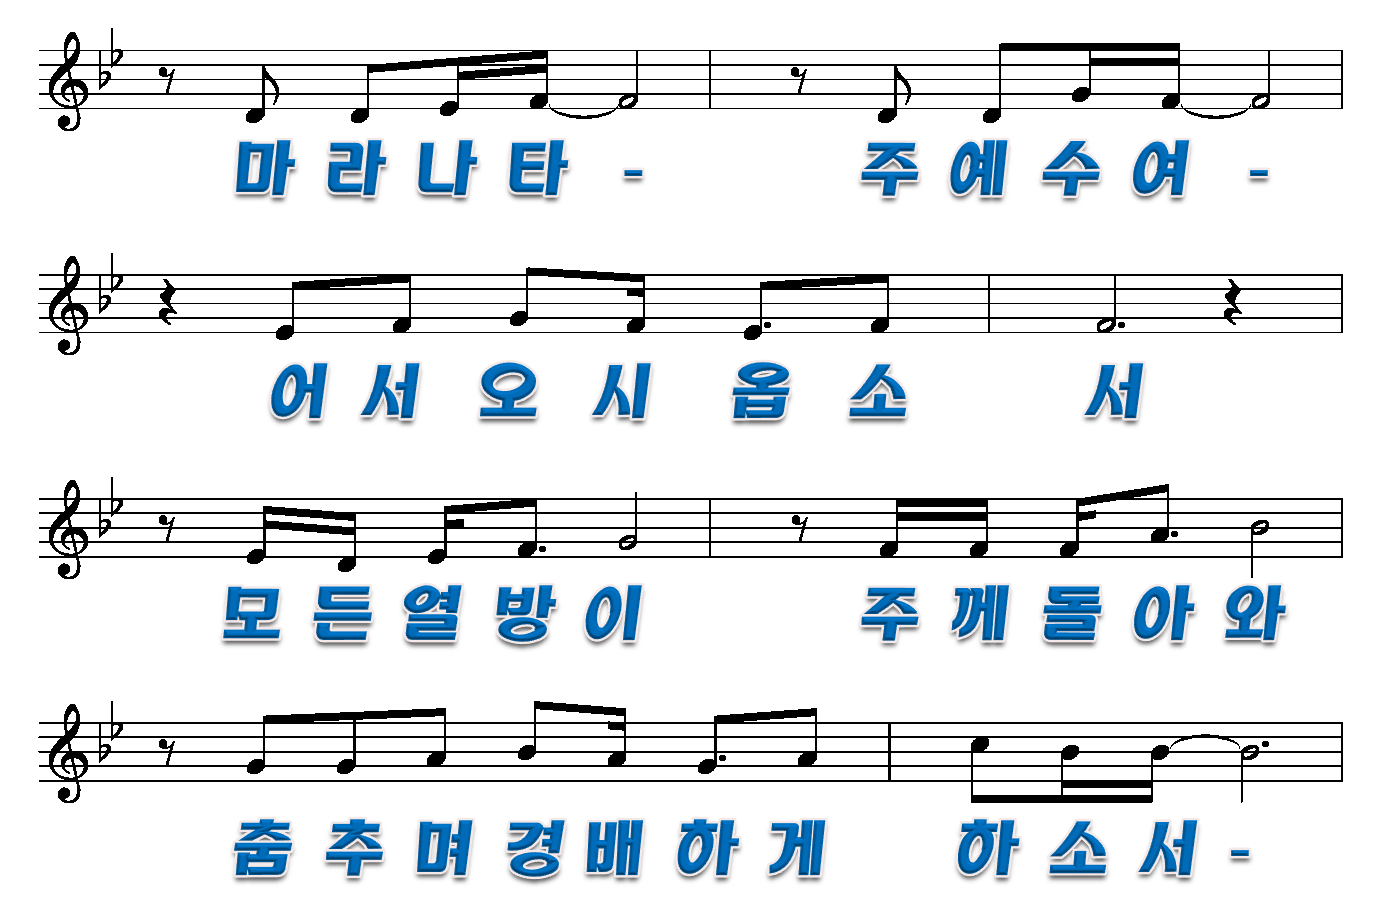 마 라 나 타 - 주 예 수 여 -
어 서 오 시 옵 소 서
모 든 열 방 이 주 께 돌 아 와
춤 추 며 경 배 하 게 하 소 서 -